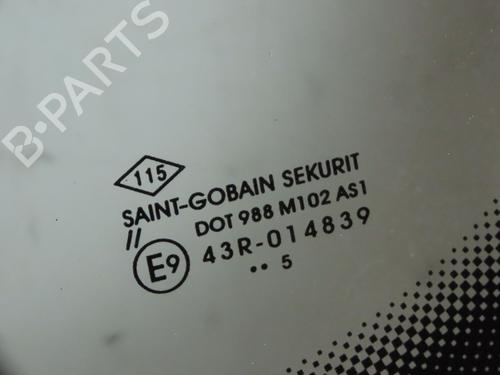 B-PARTS
115
SAINT-GOBAIN SEKURIT
// DOT 988 M102 AS1
E9 43R-014839
•• 5